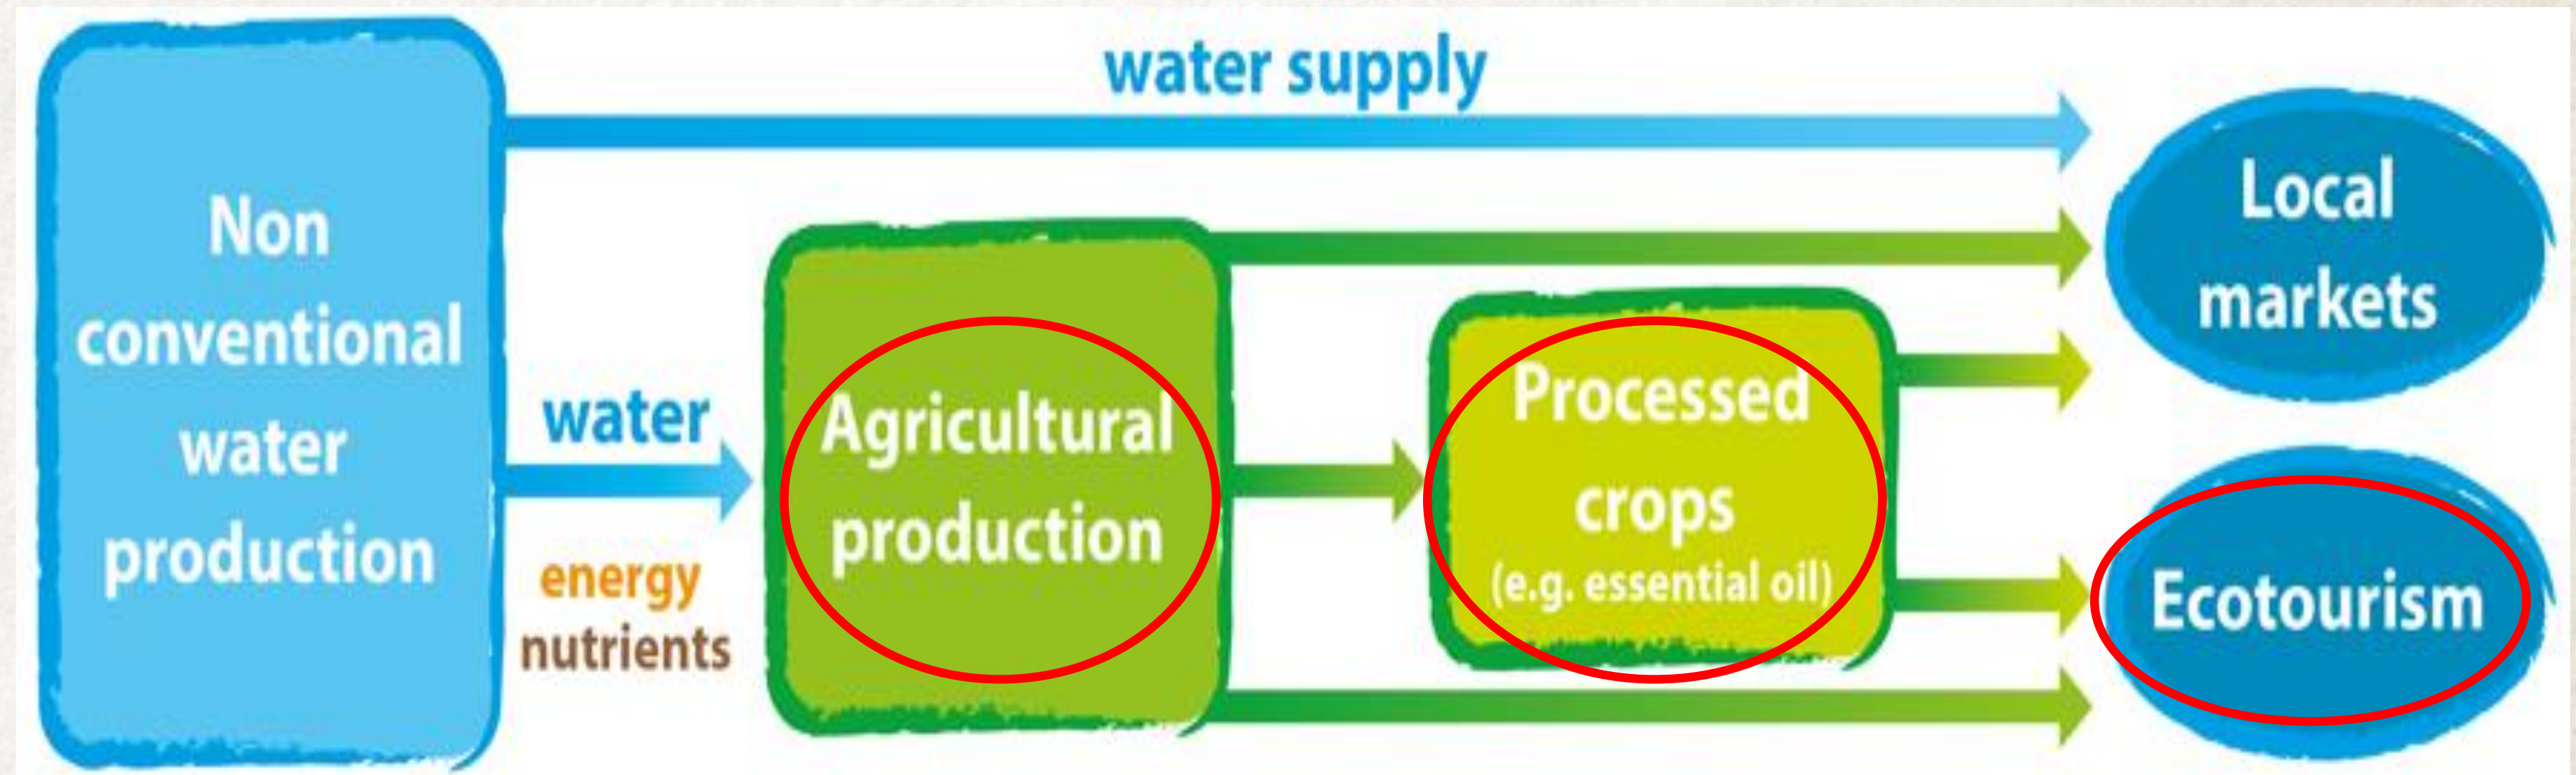 water supply
Non
conventional
water
production
water
energy
nutrients
Agricultural
production
Processed
crops
(e.g. essential oil)
Local
markets
Ecotourism